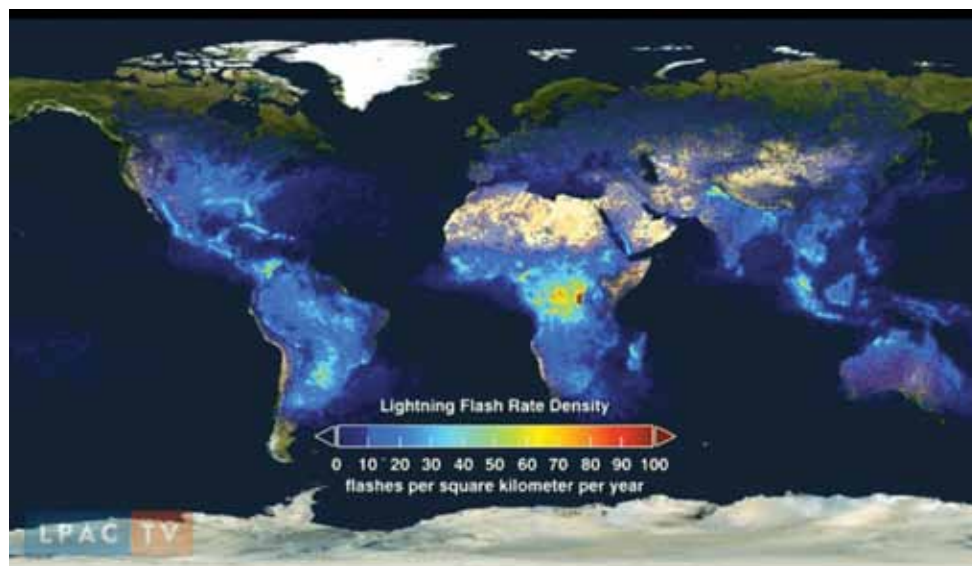 Lightning Flash Rate Density
0 10 20 30 40 50 60 70 80 90 100
flashes per square kilometer per year
LPAC TV